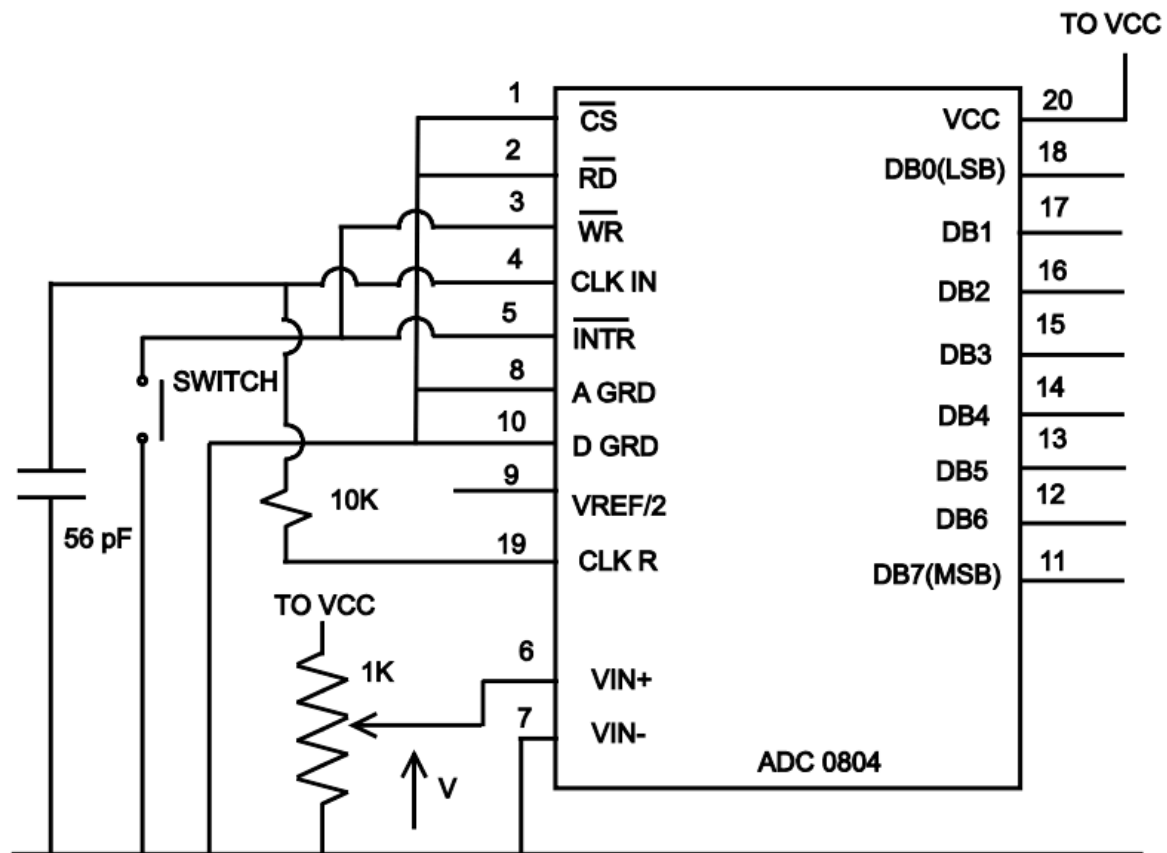 TO VCC
1
CS
2
RD
3
WR
4
CLK IN
5
INTR
8
A GRD
10
D GRD
9
VREF/2
19
CLK R
6
VIN+
7
VIN-
20
VCC
18
DB0(LSB)
17
DB1
16
DB2
15
DB3
14
DB4
13
DB5
12
DB6
11
DB7(MSB)
SWITCH
10K
56 pF
TO VCC
1K
V
ADC 0804